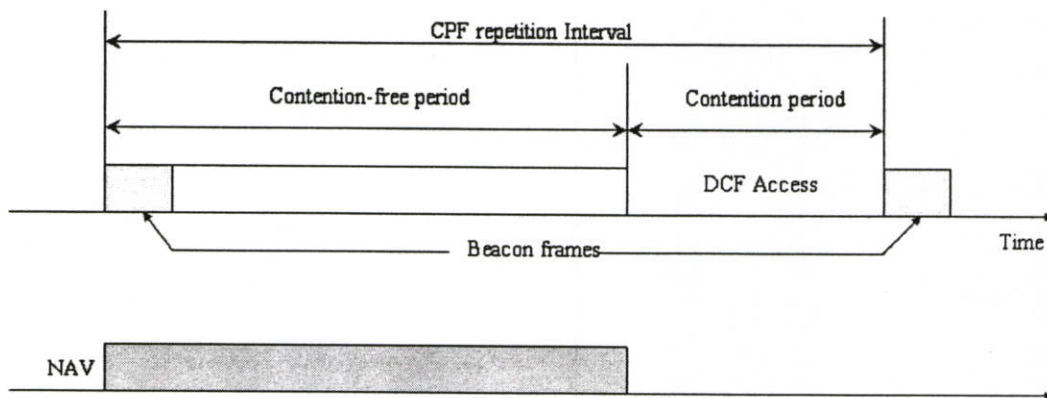 CPF repetition Interval
Contention-free period
Contention period
DCF Access
Beacon frames
Time
NAV